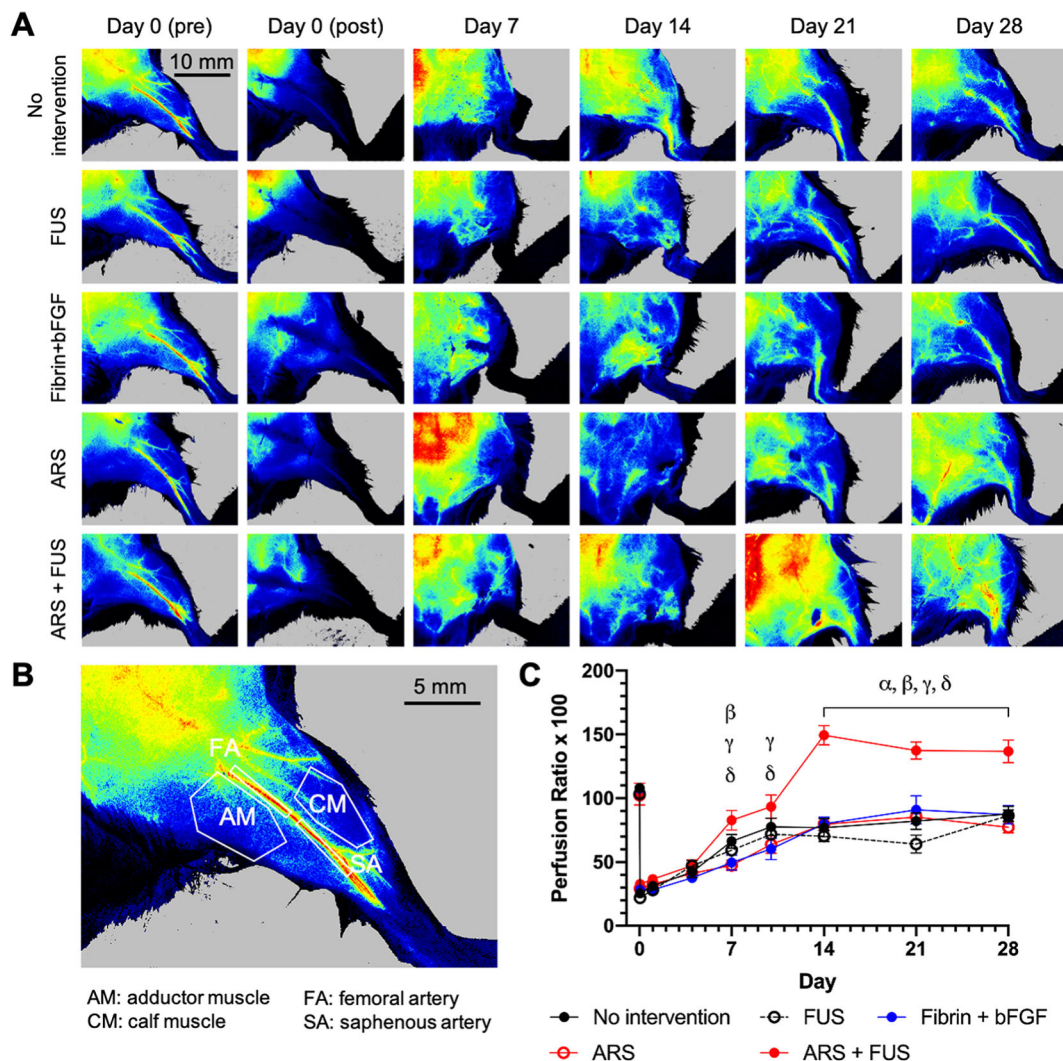 A
Day 0 (pre) Day 0 (post) Day 7 Day 14 Day 21 Day 28
10 mm
No
intervention
FUS
Fibrin+bFGF
ARS
ARS + FUS
B
5 mm
FA
AM
CM
SA
AM: adductor muscle FA: femoral artery
CM: calf muscle SA: saphenous artery
C
Perfusion Ratio x 100
200
150
100
50
0
β
γ
δ
γ
δ
α, β, γ, δ
0 7 14 21 28
Day
No intervention FUS Fibrin + bFGF
ARS ARS + FUS